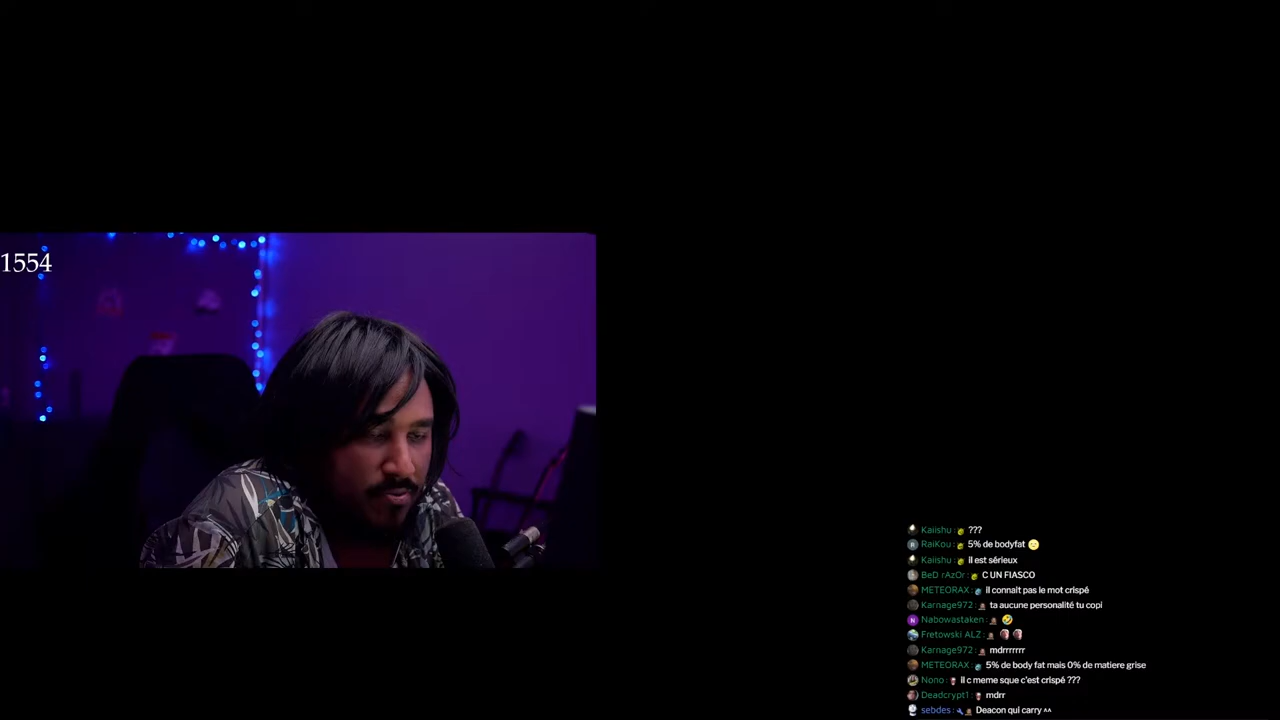 1554
Kaiishu : ???
RaiKou : 5% de bodyfat 😔
Kaiishu : il est sérieux
BeD rAzOr : C UN FIASCO
METEORAX : il connait pas le mot crispé
Karnage972 : ta aucune personalité tu copi
Nabowastaken : 🤣
Fretowski ALZ :
Karnage972 : mdrrrrrrr
METEORAX : 5% de body fat mais 0% de matiere grise
Nono : il c meme sque c'est crispé ???
Deadcrypt1 : mdrr
sebdes : Deacon qui carry ^^